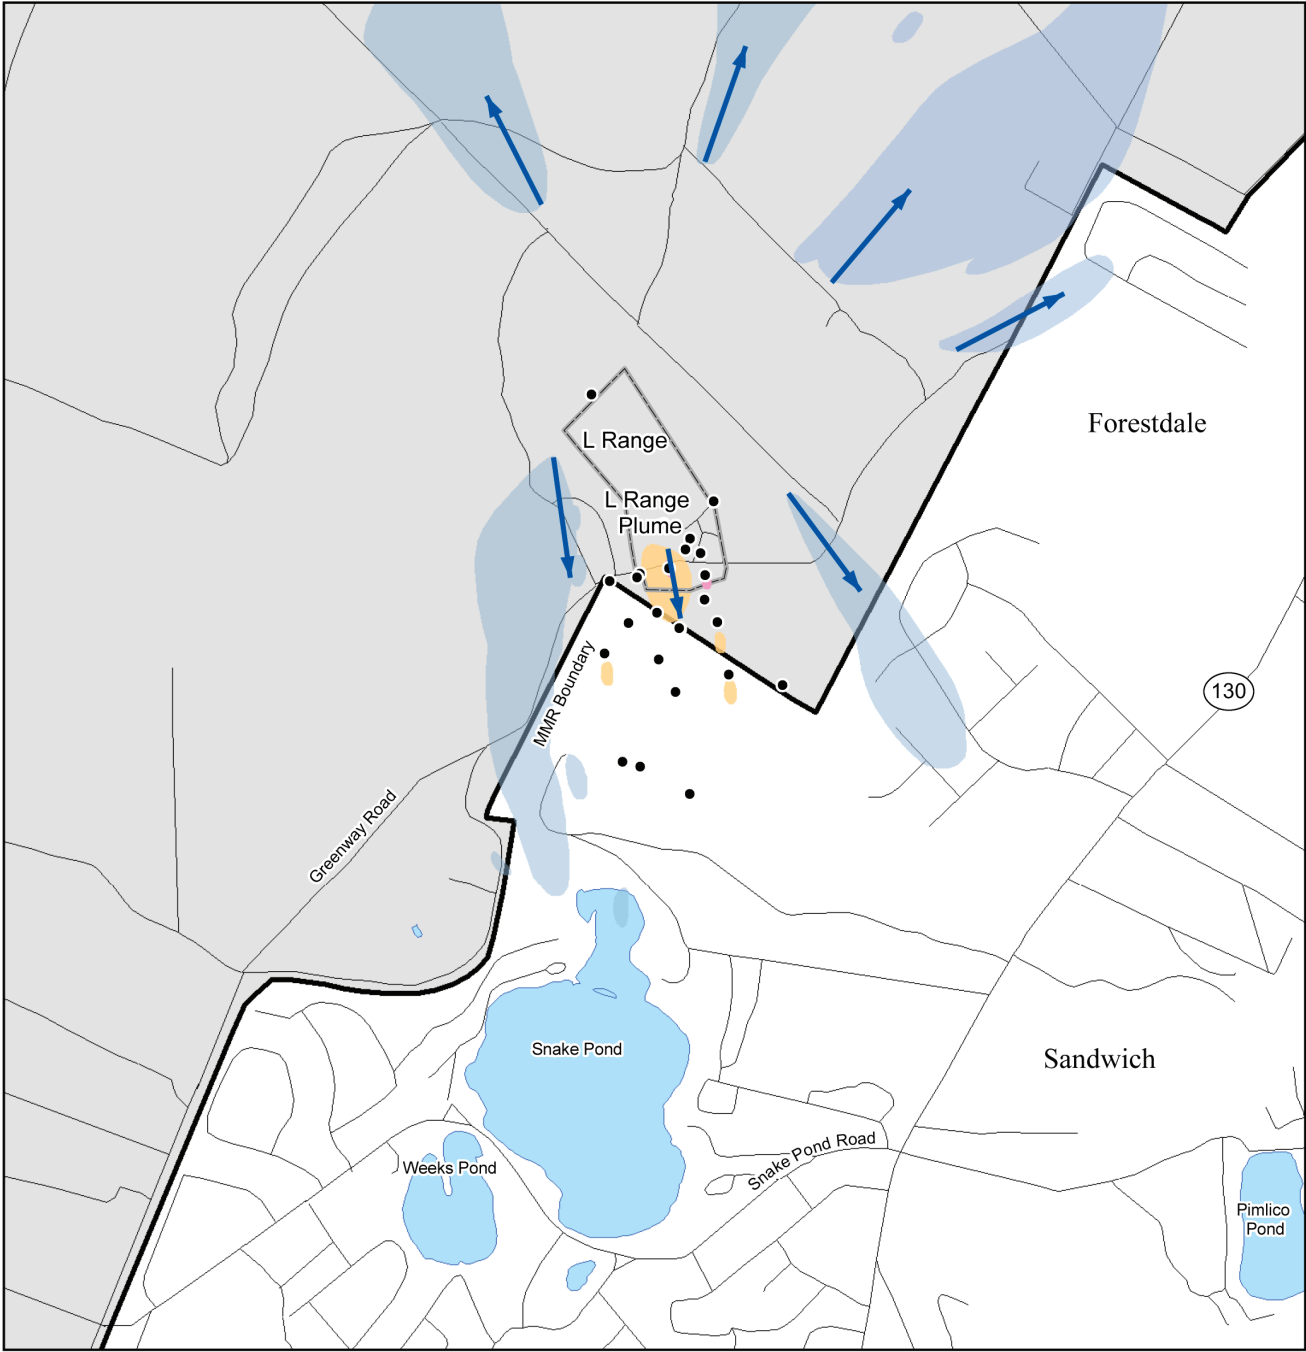 Forestdale
L Range
L Range
Plume
MMR Boundary
130
Greenway Road
Snake Pond
Sandwich
Snake Pond Road
Weeks Pond
Pimlico
Pond